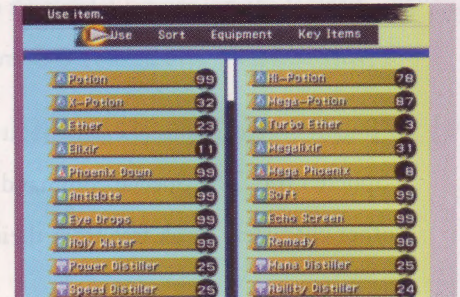 Use item.
Use Sort Equipment Key Items
Potion 99 Hi-Potion 78
X-Potion 32 Mega-Potion 87
Ether 23 Turbo Ether 3
Elixir 11 Megalixir 31
Phoenix Down 99 Mega Phoenix 8
Antidote 99 Soft 99
Eye Drops 99 Echo Screen 99
Holy Water 99 Remedy 96
Power Distiller 25 Mana Distiller 25
Speed Distiller 25 Ability Distiller 24